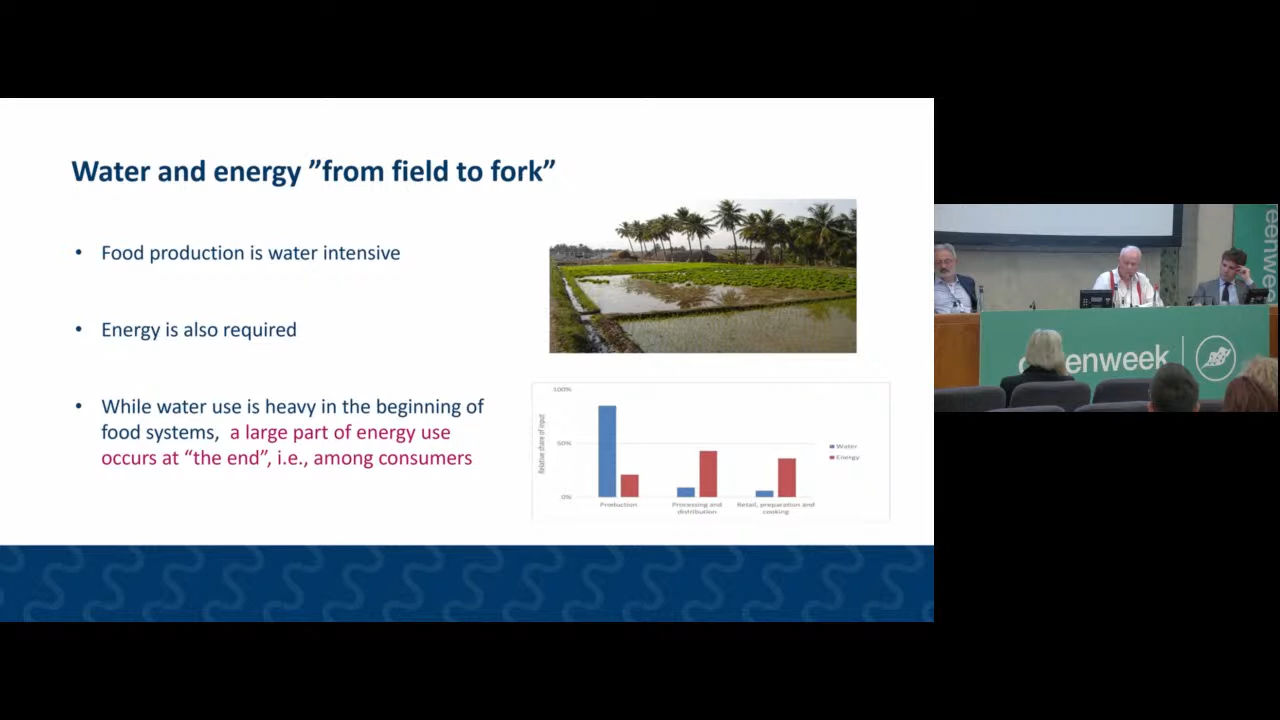 Water and energy ”from field to fork”
• Food production is water intensive
• Energy is also required
• While water use is heavy in the beginning of
food systems, a large part of energy use
occurs at “the end”, i.e., among consumers
100%
50%
0%
Relative share of input
Production
Processing and
distribution
Retail, preparation and
cooking
Water
Energy
eenweek
eenwee